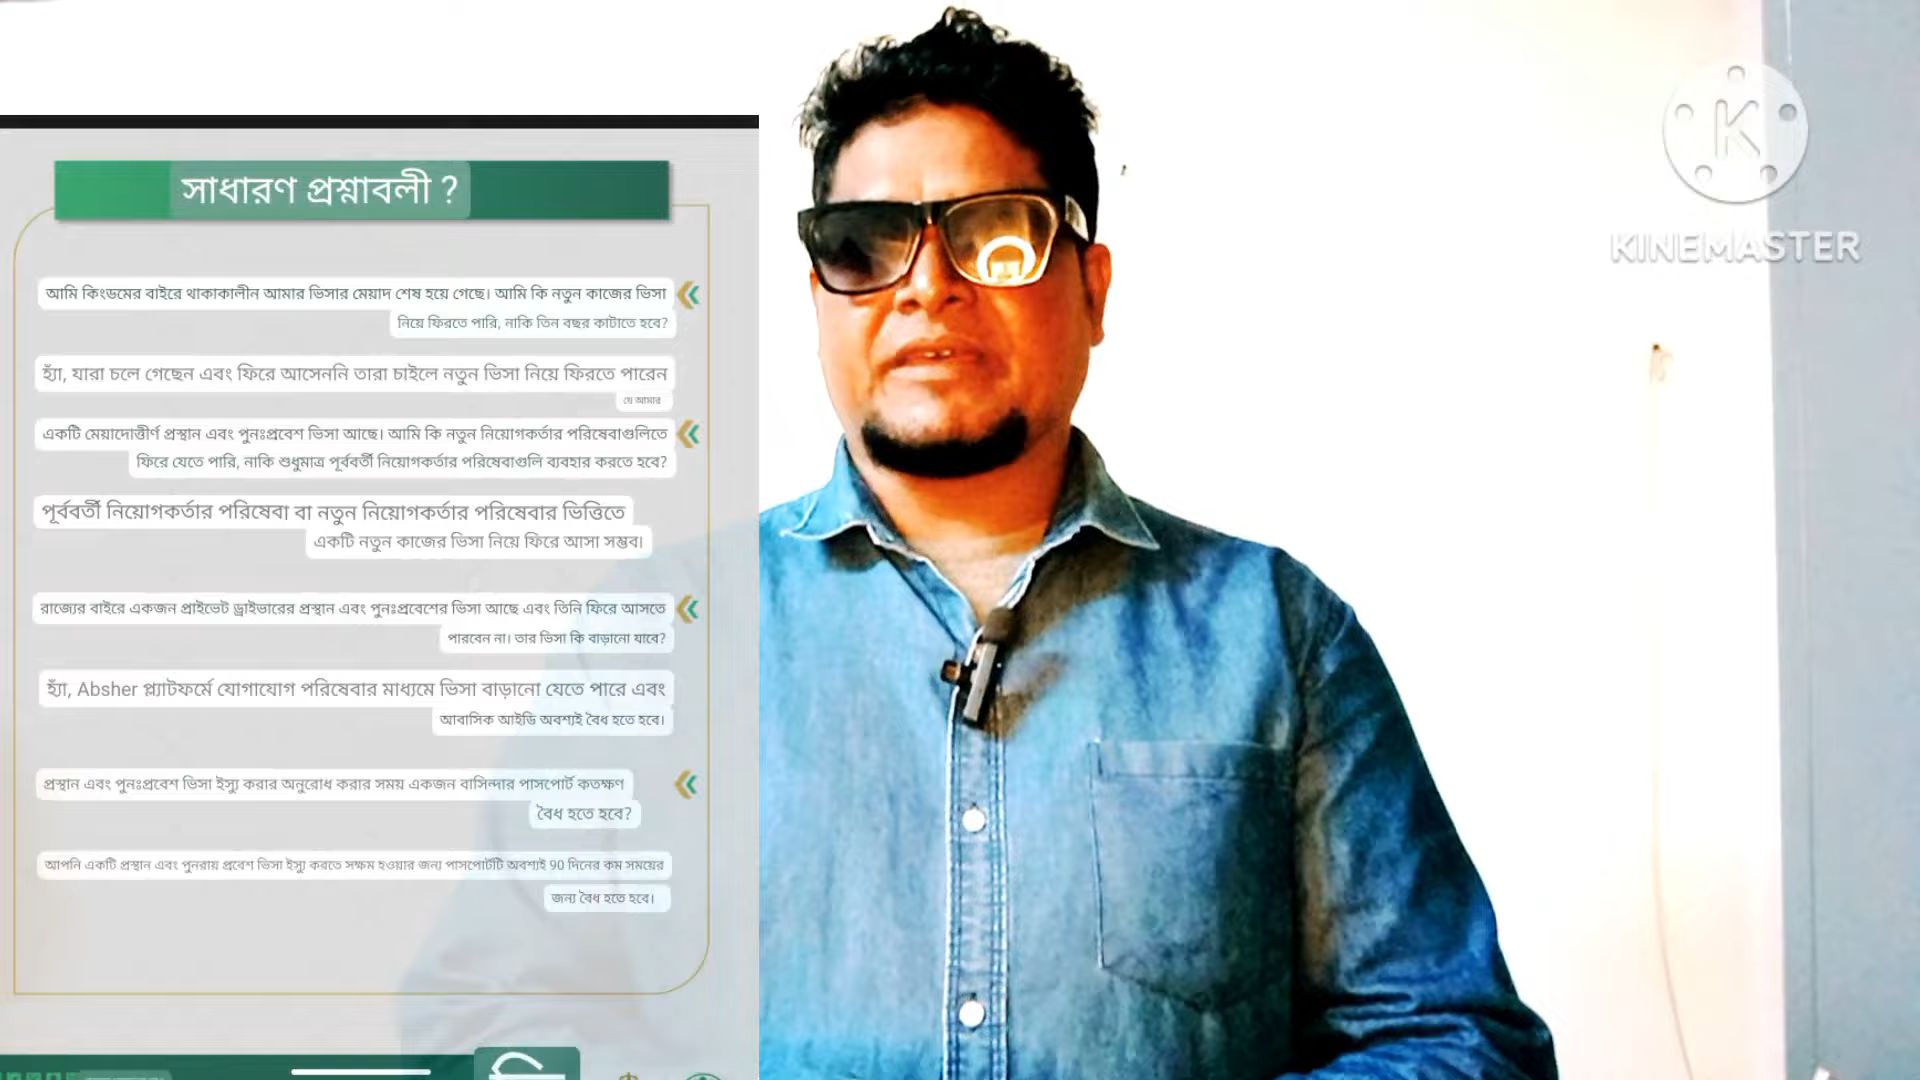 সাধারণ প্রশ্নাবলী ?
আমি কিংডমের বাইরে থাকাকালীন আমার ভিসার মেয়াদ শেষ হয়ে গেছে। আমি কি নতুন কাজের ভিসা
নিয়ে ফিরতে পারি, নাকি তিন বছর কাটাতে হবে?
হ্যাঁ, যারা চলে গেছেন এবং ফিরে আসেননি তারা চাইলে নতুন ভিসা নিয়ে ফিরতে পারেন
যে আমার
একটি মেয়াদোত্তীর্ণ প্রস্থান এবং পুনঃপ্রবেশ ভিসা আছে। আমি কি নতুন নিয়োগকর্তার পরিষেবাগুলিতে
ফিরে যেতে পারি, নাকি শুধুমাত্র পূর্ববর্তী নিয়োগকর্তার পরিষেবাগুলি ব্যবহার করতে হবে?
পূর্ববর্তী নিয়োগকর্তার পরিষেবা বা নতুন নিয়োগকর্তার পরিষেবার ভিত্তিতে
একটি নতুন কাজের ভিসা নিয়ে ফিরে আসা সম্ভব।
রাজ্যের বাইরে একজন প্রাইভেট ড্রাইভারের প্রস্থান এবং পুনঃপ্রবেশের ভিসা আছে এবং তিনি ফিরে আসতে
পারবেন না। তার ভিসা কি বাড়ানো যাবে?
হ্যাঁ, Absher প্ল্যাটফর্মে যোগাযোগ পরিষেবার মাধ্যমে ভিসা বাড়ানো যেতে পারে এবং
আবাসিক আইডি অবশ্যই বৈধ হতে হবে।
প্রস্থান এবং পুনঃপ্রবেশ ভিসা ইস্যু করার অনুরোধ করার সময় একজন বাসিন্দার পাসপোর্ট কতক্ষণ
বৈধ হতে হবে?
আপনি একটি প্রস্থান এবং পুনরায় প্রবেশ ভিসা ইস্যু করতে সক্ষম হওয়ার জন্য পাসপোর্টটি অবশ্যই 90 দিনের কম সময়ের
জন্য বৈধ হতে হবে।
KINEMASTER